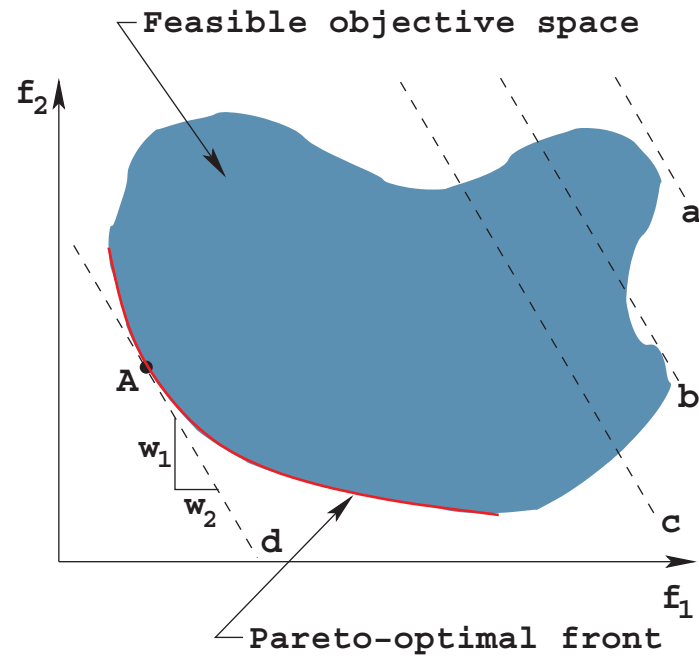 Feasible objective space
f2
a
A
b
w1
w2
c
d
f1
Pareto-optimal front